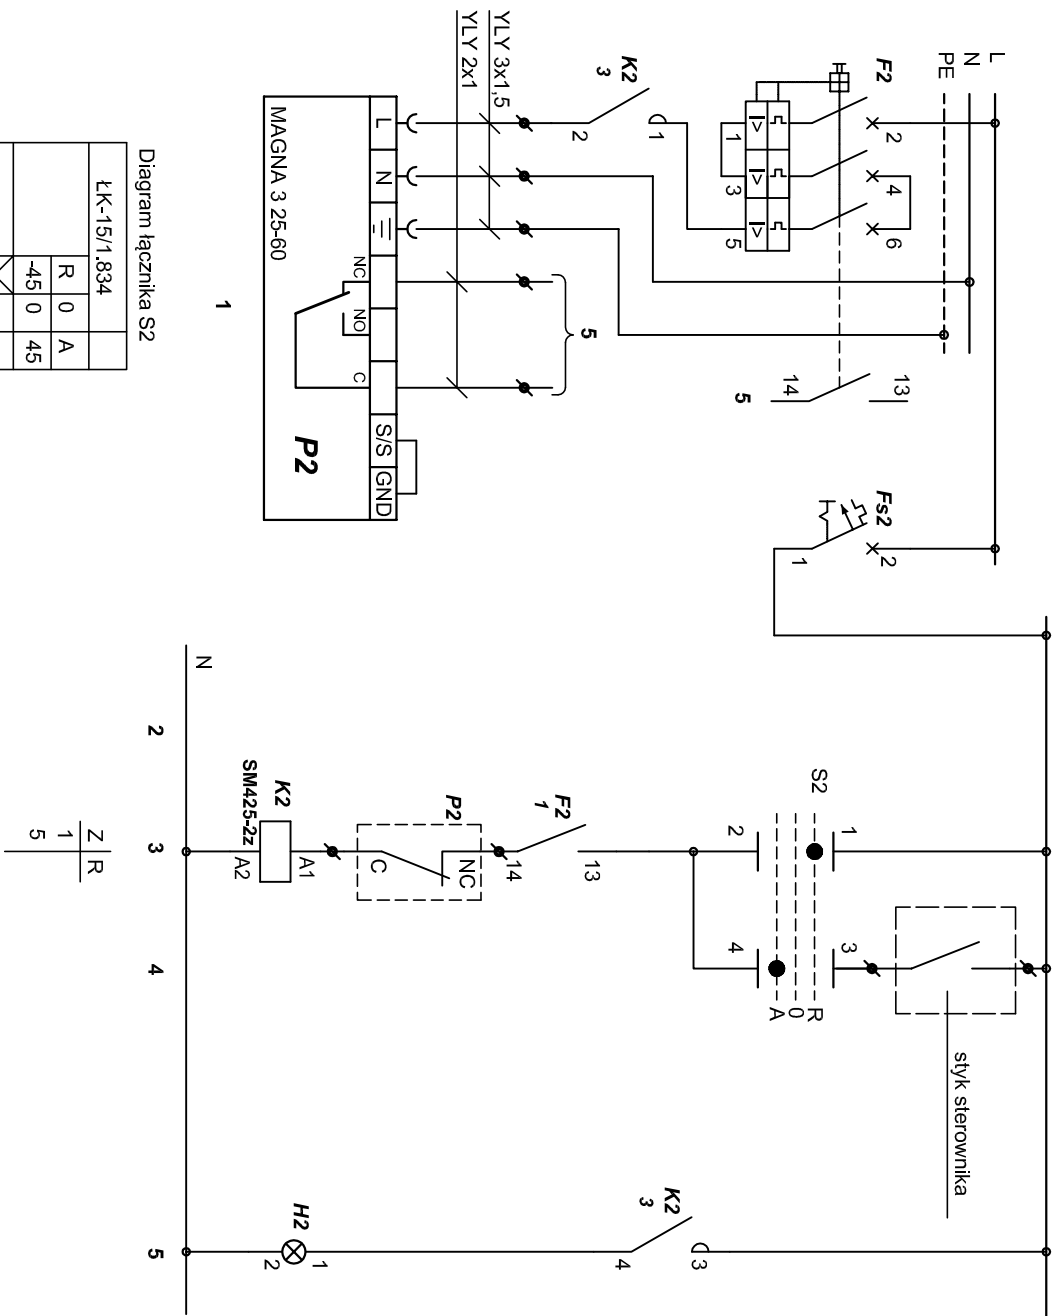 L
N
PE
F2
2
4
6
1
3
5
I>
I>
I>
13
14
5
K2
3
1
2
YLY 3x1,5
YLY 2x1
5
L
N
NC
NO
C
S/S
GND
MAGNA 3 25-60
P2
1
Diagram łącznika S2
ŁK-15/1.834
R
0
A
-45
0
45
Fs2
2
1
N
2
3
4
5
S2
1
2
3
4
R
0
A
styk sterownika
F2
1
13
14
P2
NC
C
K2
SM425-2z
A1
A2
Z
R
1
5
K2
3
3
4
H2
1
2